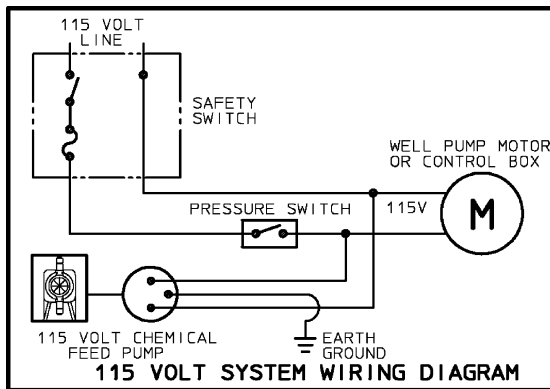 115 VOLT
LINE
SAFETY
SWITCH
WELL PUMP MOTOR
OR CONTROL BOX
PRESSURE SWITCH
115V
M
115 VOLT CHEMICAL
FEED PUMP
EARTH
GROUND
115 VOLT SYSTEM WIRING DIAGRAM